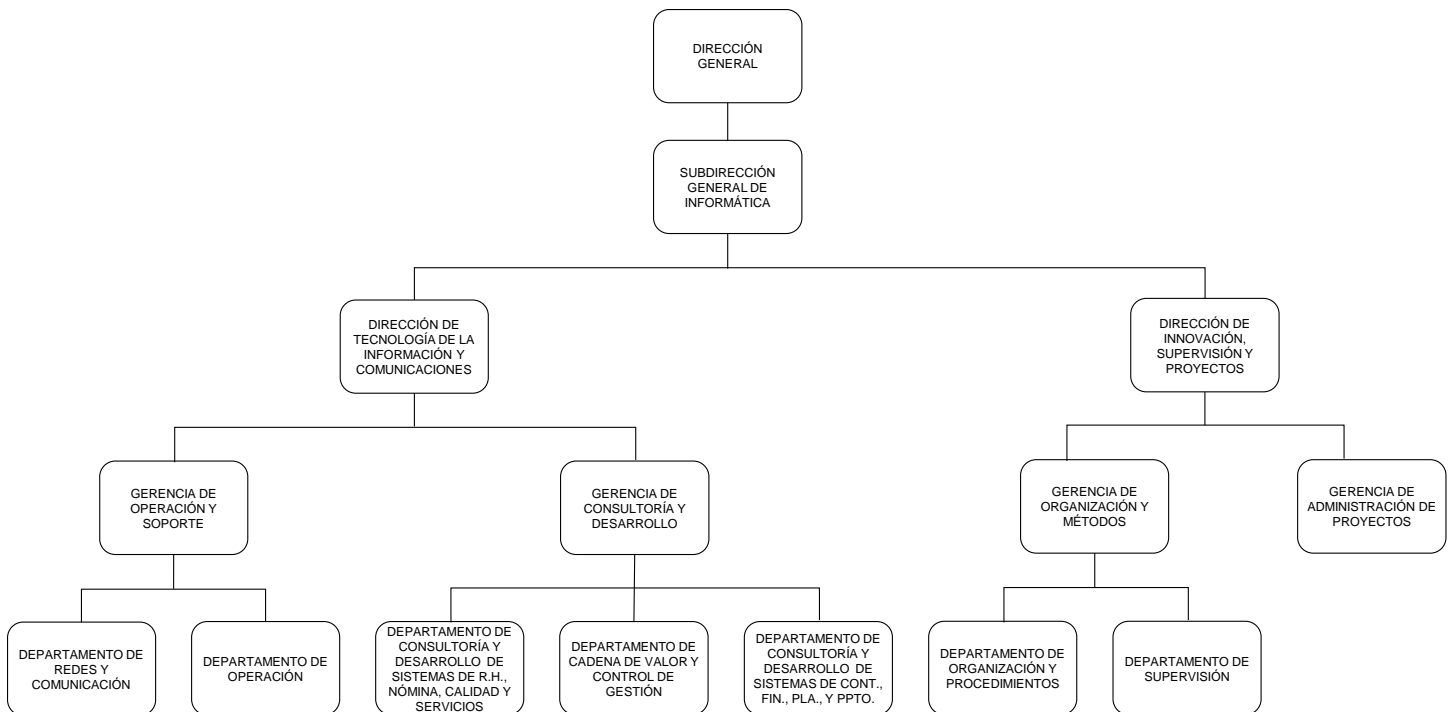 DIRECCIÓN
GENERAL
SUBDIRECCIÓN
GENERAL DE
INFORMÁTICA
DIRECCIÓN DE
TECNOLOGÍA DE LA
INFORMACIÓN Y
COMUNICACIONES
DIRECCIÓN DE
INNOVACIÓN,
SUPERVISIÓN Y
PROYECTOS
GERENCIA DE
OPERACIÓN Y
SOPORTE
GERENCIA DE
CONSULTORÍA Y
DESARROLLO
GERENCIA DE
ORGANIZACIÓN Y
MÉTODOS
GERENCIA DE
ADMINISTRACIÓN DE
PROYECTOS
DEPARTAMENTO DE
REDES Y
COMUNICACIÓN
DEPARTAMENTO DE
OPERACIÓN
DEPARTAMENTO DE
CONSULTORÍA Y
DESARROLLO DE
SISTEMAS DE R.H.,
NÓMINA, CALIDAD Y
SERVICIOS
DEPARTAMENTO DE
CADENA DE VALOR Y
CONTROL DE
GESTIÓN
DEPARTAMENTO DE
CONSULTORÍA Y
DESARROLLO DE
SISTEMAS DE CONT.,
FIN., PLA., Y PPTO.
DEPARTAMENTO DE
ORGANIZACIÓN Y
PROCEDIMIENTOS
DEPARTAMENTO DE
SUPERVISIÓN